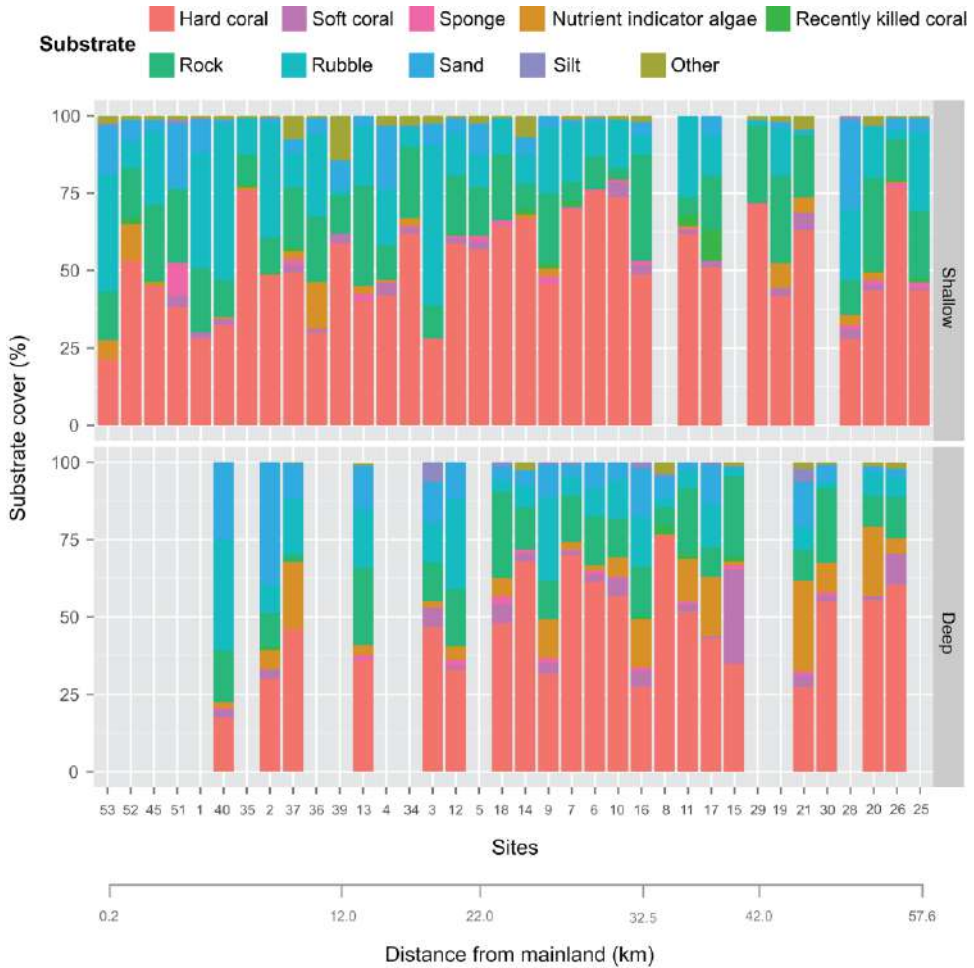 Substrate
Hard coral Soft coral Sponge Nutrient indicator algae Recently killed coral
Rock Rubble Sand Silt Other
Substrate cover (%)
100
75
50
25
0
Shallow
100
75
50
25
0
Deep
53 52 45 51 1 40 35 2 37 36 39 13 4 34 3 12 5 18 14 9 7 6 10 16 8 11 17 15 29 19 21 30 28 20 26 25
Sites
0.2 12.0 22.0 32.5 42.0 57.6
Distance from mainland (km)